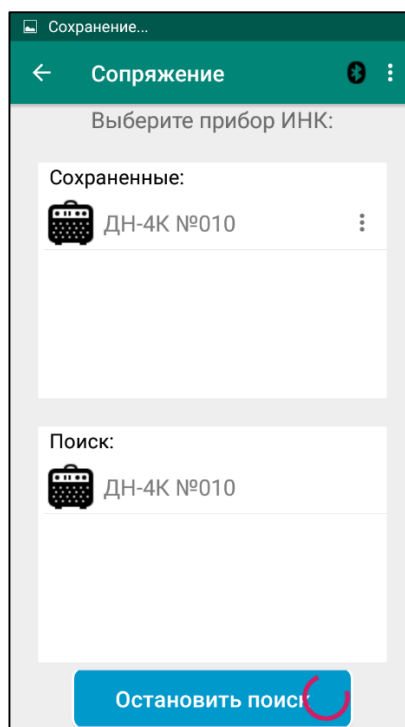 Сохранение...
Сопряжение
Выберите прибор ИНК:
Сохраненные:
ДН-4К №010
Поиск:
ДН-4К №010
Остановить поиск